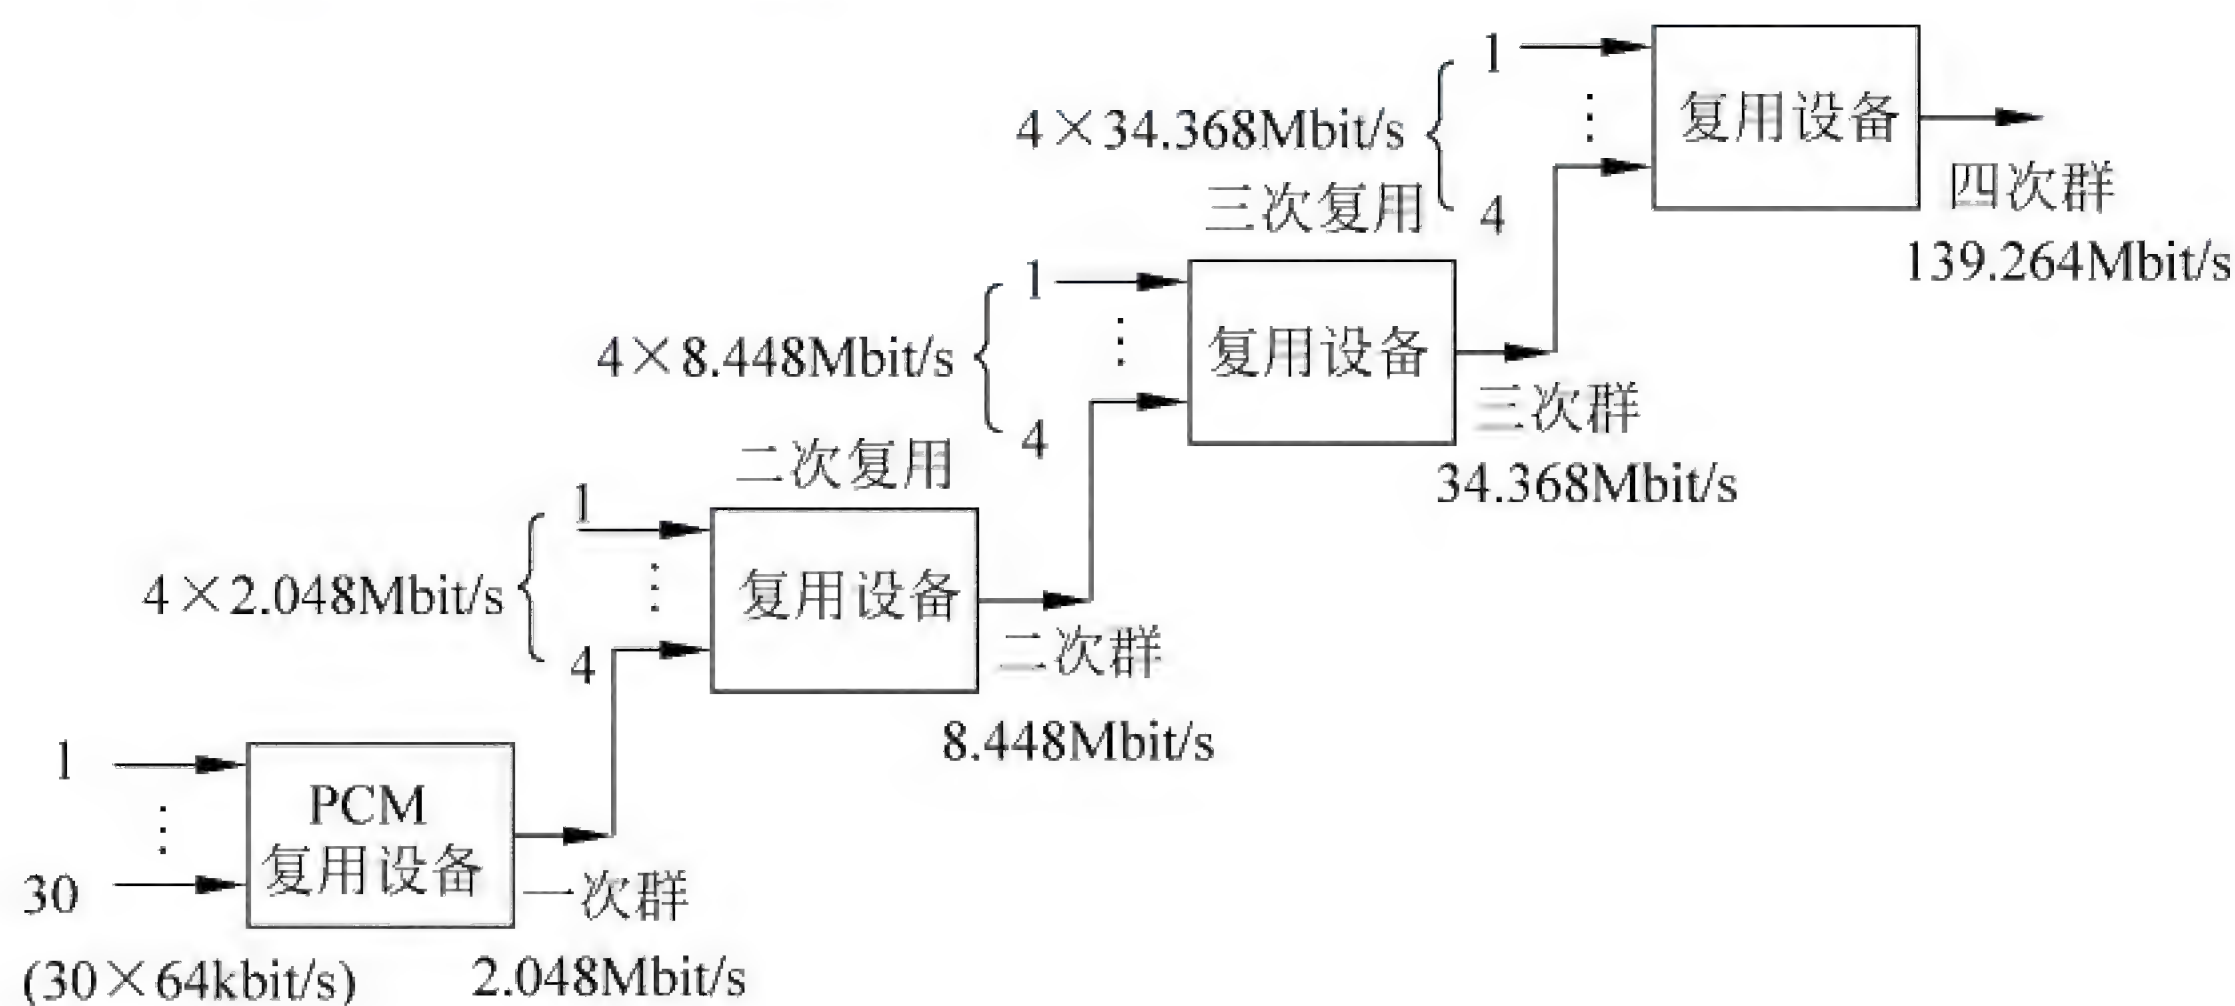 1
4×34.368Mbit/s
复用设备
三次复用
4
四次群
139.264Mbit/s
1
4×8.448Mbit/s
复用设备
4
三次群
34.368Mbit/s
二次复用
1
4×2.048Mbit/s
复用设备
4
二次群
8.448Mbit/s
1
PCM
复用设备
30
一次群
(30×64kbit/s)
2.048Mbit/s